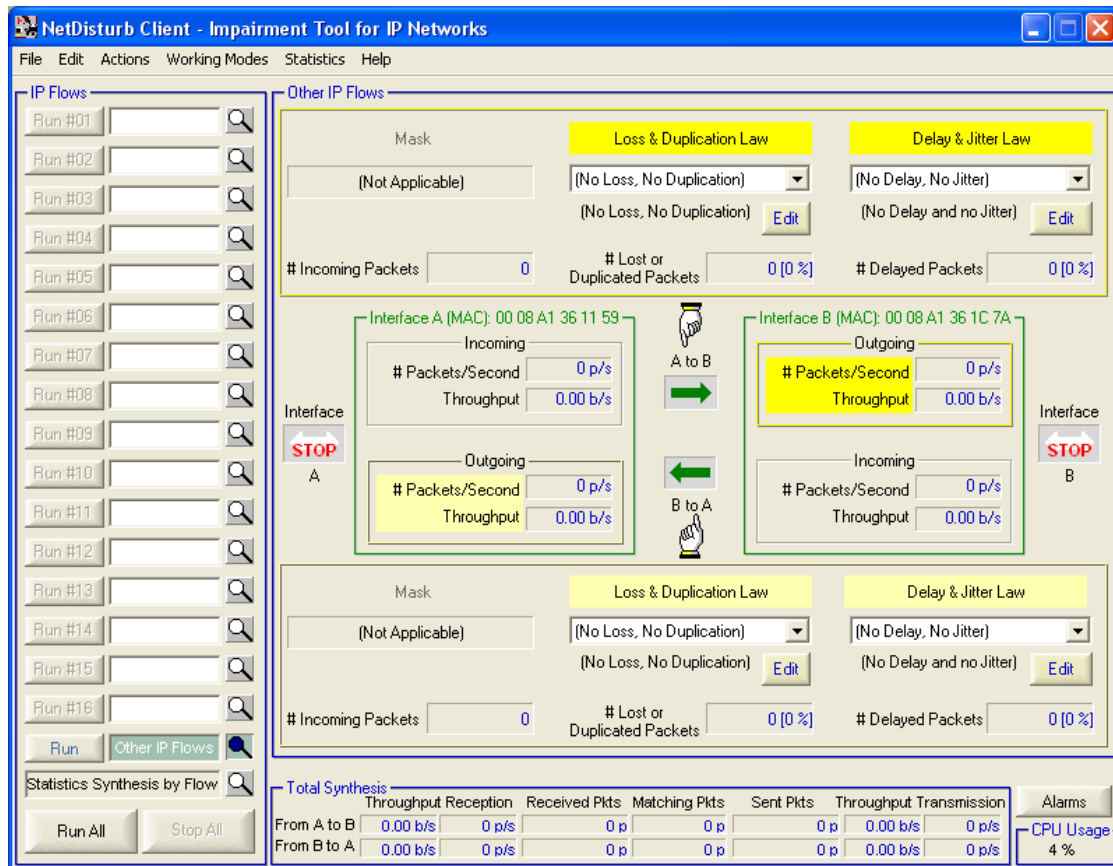 NetDisturb Client - Impairment Tool for IP Networks
File Edit Actions Working Modes Statistics Help
IP Flows
Run #01
Run #02
Run #03
Run #04
Run #05
Run #06
Run #07
Run #08
Run #09
Run #10
Run #11
Run #12
Run #13
Run #14
Run #15
Run #16
Run Other IP Flows
Statistics Synthesis by Flow
Run All Stop All
Other IP Flows
Mask Loss & Duplication Law Delay & Jitter Law
(Not Applicable) (No Loss, No Duplication) (No Delay, No Jitter)
(No Loss, No Duplication) Edit (No Delay and no Jitter) Edit
# Incoming Packets 0 # Lost or Duplicated Packets 0 [0 %] # Delayed Packets 0 [0 %]
Interface A (MAC): 00 08 A1 36 11 59
Incoming
# Packets/Second 0 p/s
Throughput 0.00 b/s
Interface
STOP
A
Outgoing
# Packets/Second 0 p/s
Throughput 0.00 b/s
A to B
B to A
Interface B (MAC): 00 08 A1 36 1C 7A
Outgoing
# Packets/Second 0 p/s
Throughput 0.00 b/s
Interface
STOP
B
Incoming
# Packets/Second 0 p/s
Throughput 0.00 b/s
Mask Loss & Duplication Law Delay & Jitter Law
(Not Applicable) (No Loss, No Duplication) (No Delay, No Jitter)
(No Loss, No Duplication) Edit (No Delay and no Jitter) Edit
# Incoming Packets 0 # Lost or Duplicated Packets 0 [0 %] # Delayed Packets 0 [0 %]
Total Synthesis
Throughput Reception Received Pkts Matching Pkts Sent Pkts Throughput Transmission
From A to B 0.00 b/s 0 p/s 0 p 0 p 0 p 0.00 b/s 0 p/s
From B to A 0.00 b/s 0 p/s 0 p 0 p 0 p 0.00 b/s 0 p/s
Alarms
CPU Usage
4 %